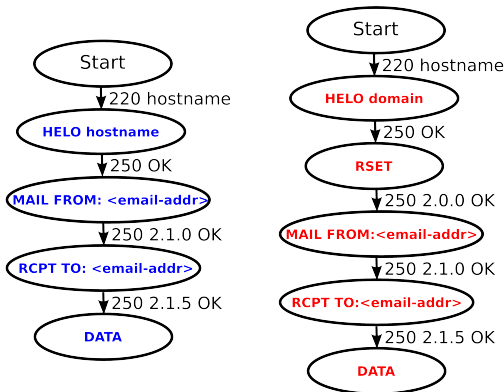 Start
220 hostname
HELO hostname
250 OK
MAIL FROM: <email-addr>
250 2.1.0 OK
RCPT TO: <email-addr>
250 2.1.5 OK
DATA
Start
220 hostname
HELO domain
250 OK
RSET
250 2.0.0 OK
MAIL FROM:<email-addr>
250 2.1.0 OK
RCPT TO:<email-addr>
250 2.1.5 OK
DATA